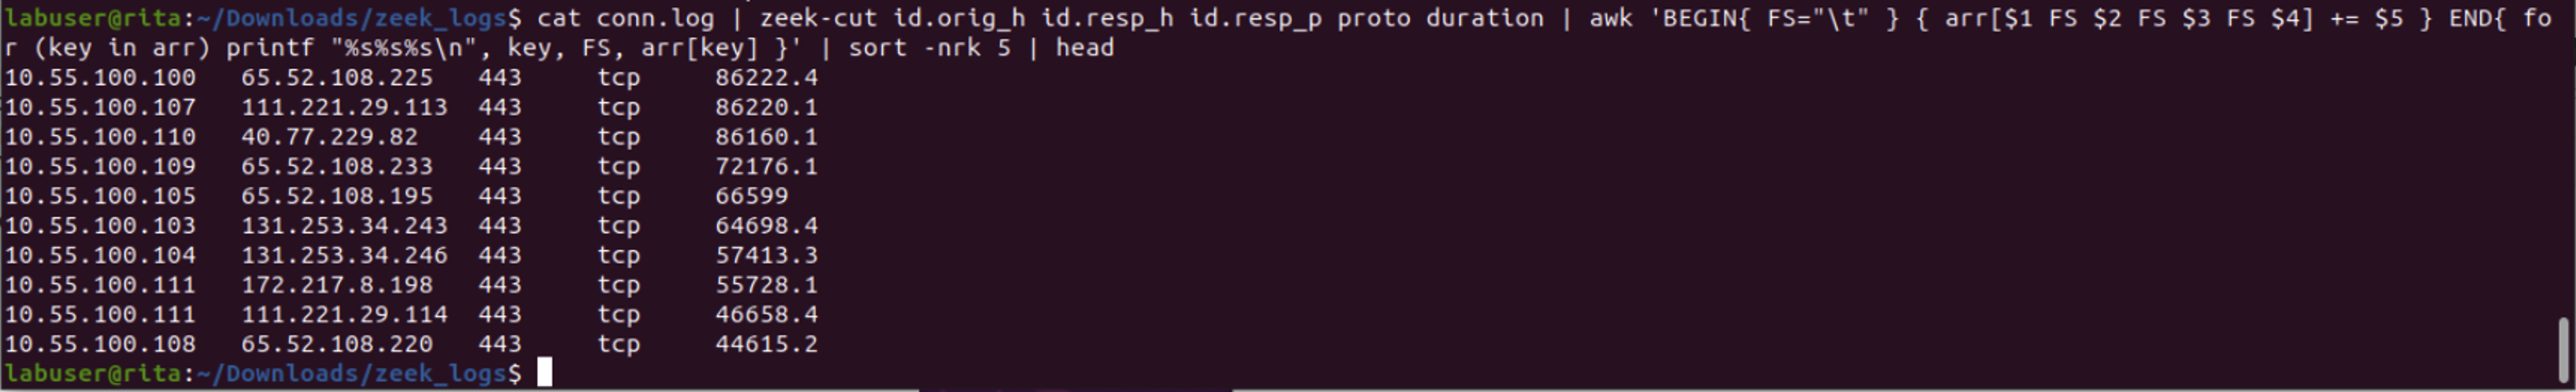 labuser@rita:~/Downloads/zeek_logs$ cat conn.log | zeek-cut id.orig_h id.resp_h id.resp_p proto duration | awk 'BEGIN{ FS="\t" } { arr[$1 FS $2 FS $3 FS $4] += $5 } END{ fo
r (key in arr) printf "%s%s%s\n", key, FS, arr[key] }' | sort -nrk 5 | head
10.55.100.100 65.52.108.225 443 tcp 86222.4
10.55.100.107 111.221.29.113 443 tcp 86220.1
10.55.100.110 40.77.229.82 443 tcp 86160.1
10.55.100.109 65.52.108.233 443 tcp 72176.1
10.55.100.105 65.52.108.195 443 tcp 66599
10.55.100.103 131.253.34.243 443 tcp 64698.4
10.55.100.104 131.253.34.246 443 tcp 57413.3
10.55.100.111 172.217.8.198 443 tcp 55728.1
10.55.100.111 111.221.29.114 443 tcp 46658.4
10.55.100.108 65.52.108.220 443 tcp 44615.2
labuser@rita:~/Downloads/zeek_logs$